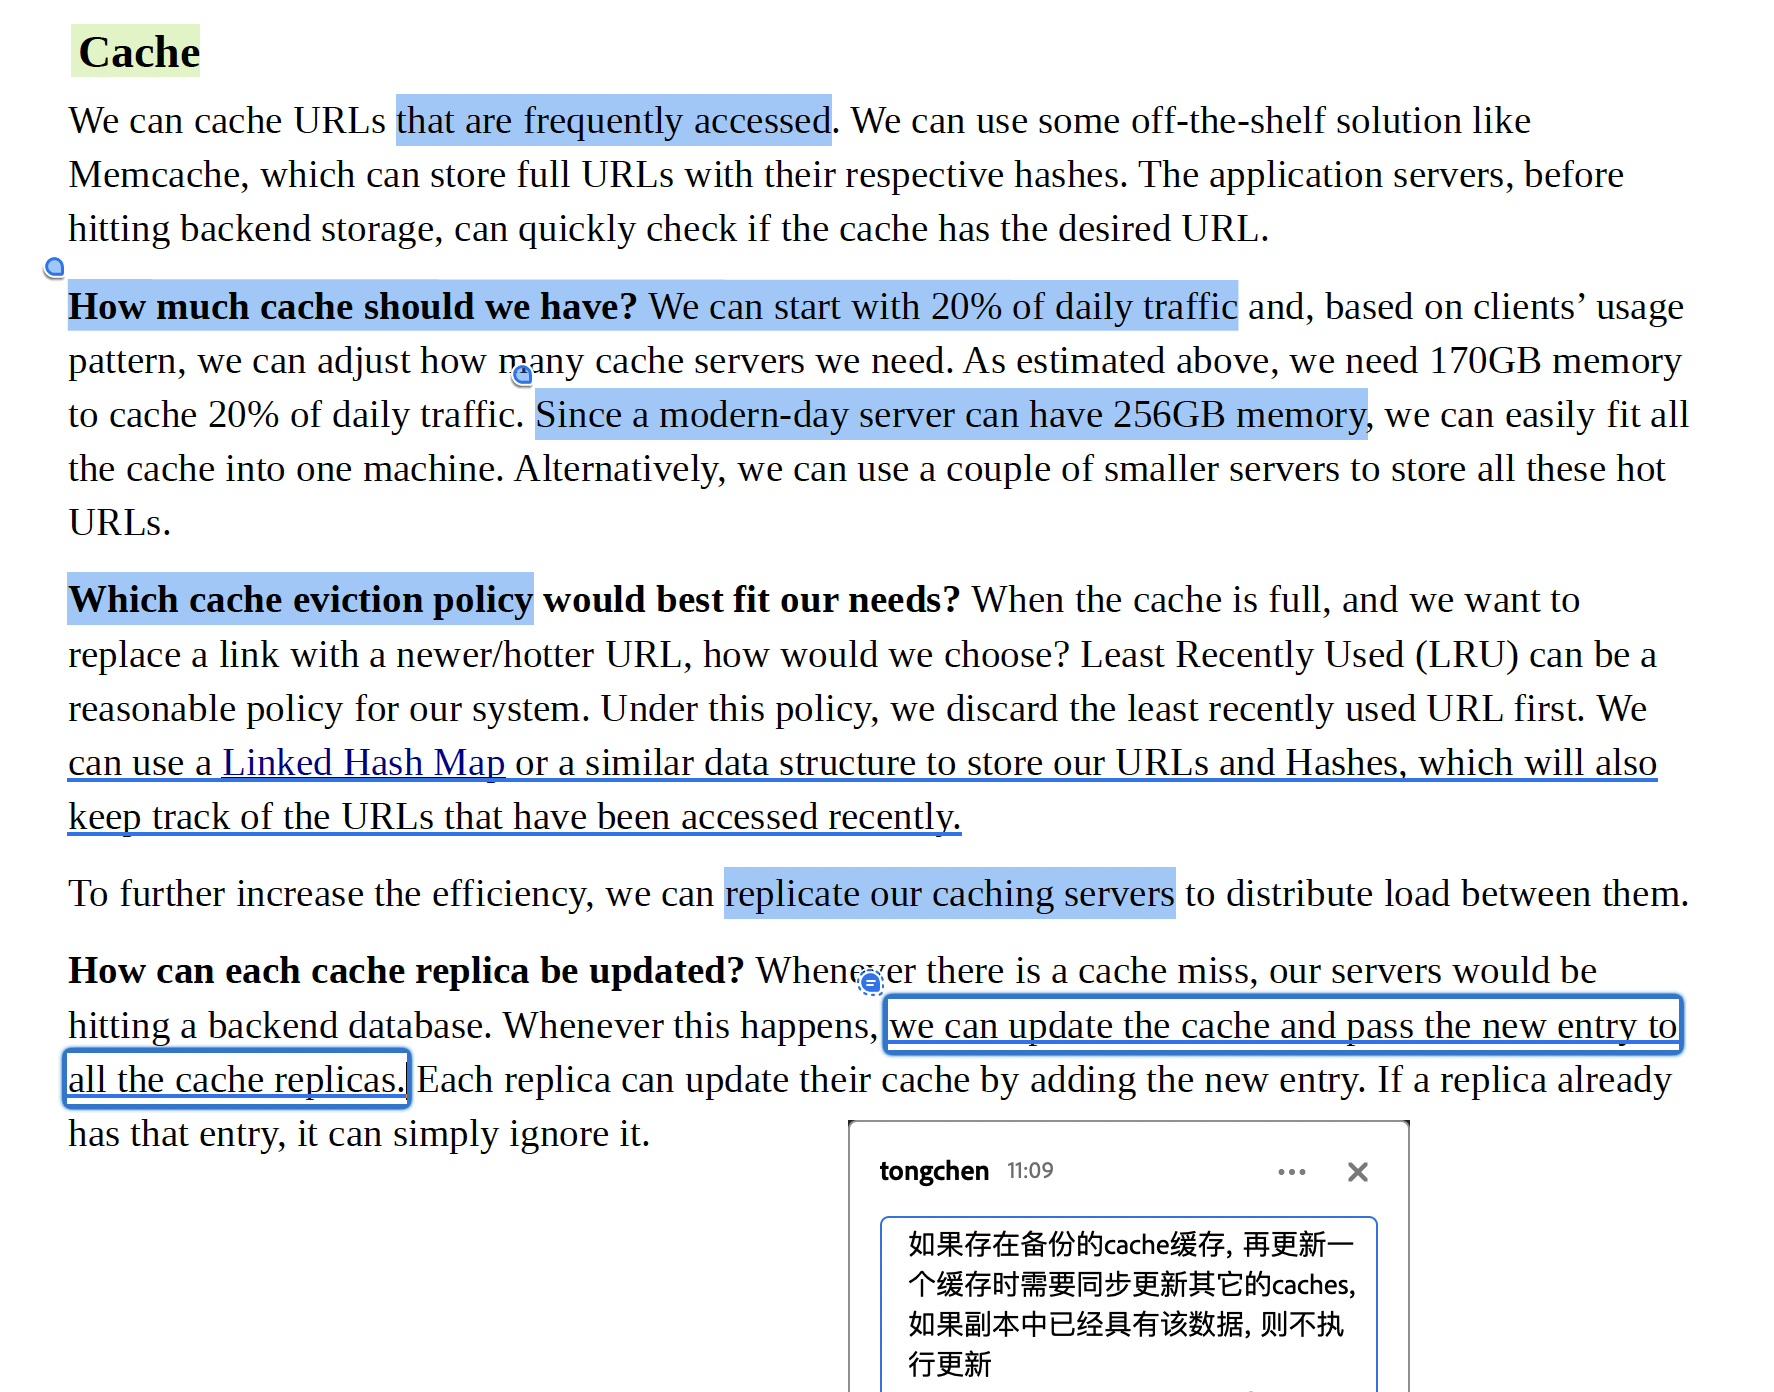 Cache
We can cache URLs that are frequently accessed. We can use some off-the-shelf solution like
Memcache, which can store full URLs with their respective hashes. The application servers, before
hitting backend storage, can quickly check if the cache has the desired URL.
How much cache should we have? We can start with 20% of daily traffic and, based on clients’ usage
pattern, we can adjust how many cache servers we need. As estimated above, we need 170GB memory
to cache 20% of daily traffic. Since a modern-day server can have 256GB memory, we can easily fit all
the cache into one machine. Alternatively, we can use a couple of smaller servers to store all these hot
URLs.
Which cache eviction policy would best fit our needs? When the cache is full, and we want to
replace a link with a newer/hotter URL, how would we choose? Least Recently Used (LRU) can be a
reasonable policy for our system. Under this policy, we discard the least recently used URL first. We
can use a Linked Hash Map or a similar data structure to store our URLs and Hashes, which will also
keep track of the URLs that have been accessed recently.
To further increase the efficiency, we can replicate our caching servers to distribute load between them.
How can each cache replica be updated? Whenever there is a cache miss, our servers would be
hitting a backend database. Whenever this happens, we can update the cache and pass the new entry to
all the cache replicas. Each replica can update their cache by adding the new entry. If a replica already
has that entry, it can simply ignore it.
tongchen 11:09
如果存在备份的cache缓存, 再更新一
个缓存时需要同步更新其它的caches,
如果副本中已经具有该数据, 则不执
行更新